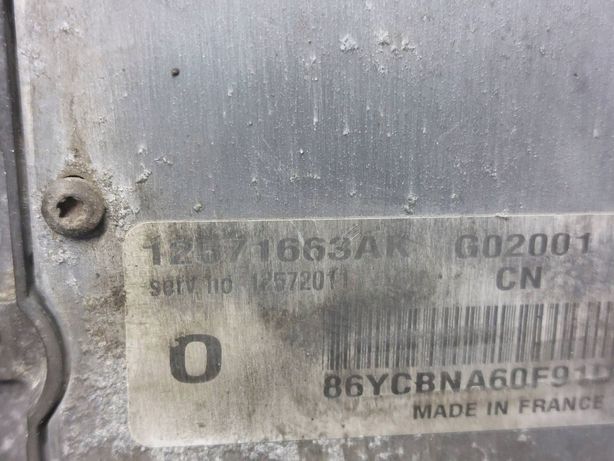 12571663AK G02001
serv. no. 12572011 CN
O
86YCBNA60F91D
MADE IN FRANCE